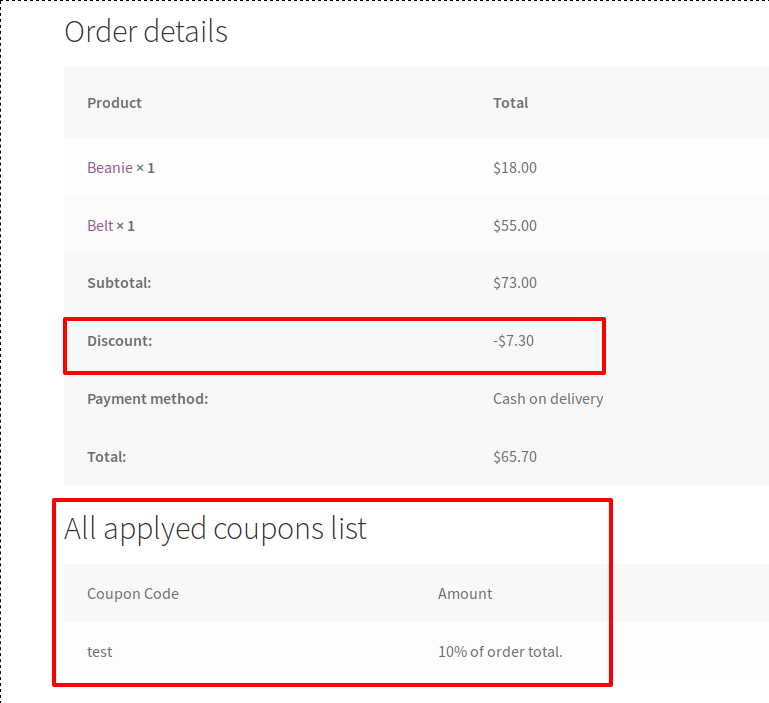 Order details
Product Total
Beanie × 1 $18.00
Belt × 1 $55.00
Subtotal: $73.00
Discount: -$7.30
Payment method: Cash on delivery
Total: $65.70
All applyed coupons list
Coupon Code Amount
test 10% of order total.